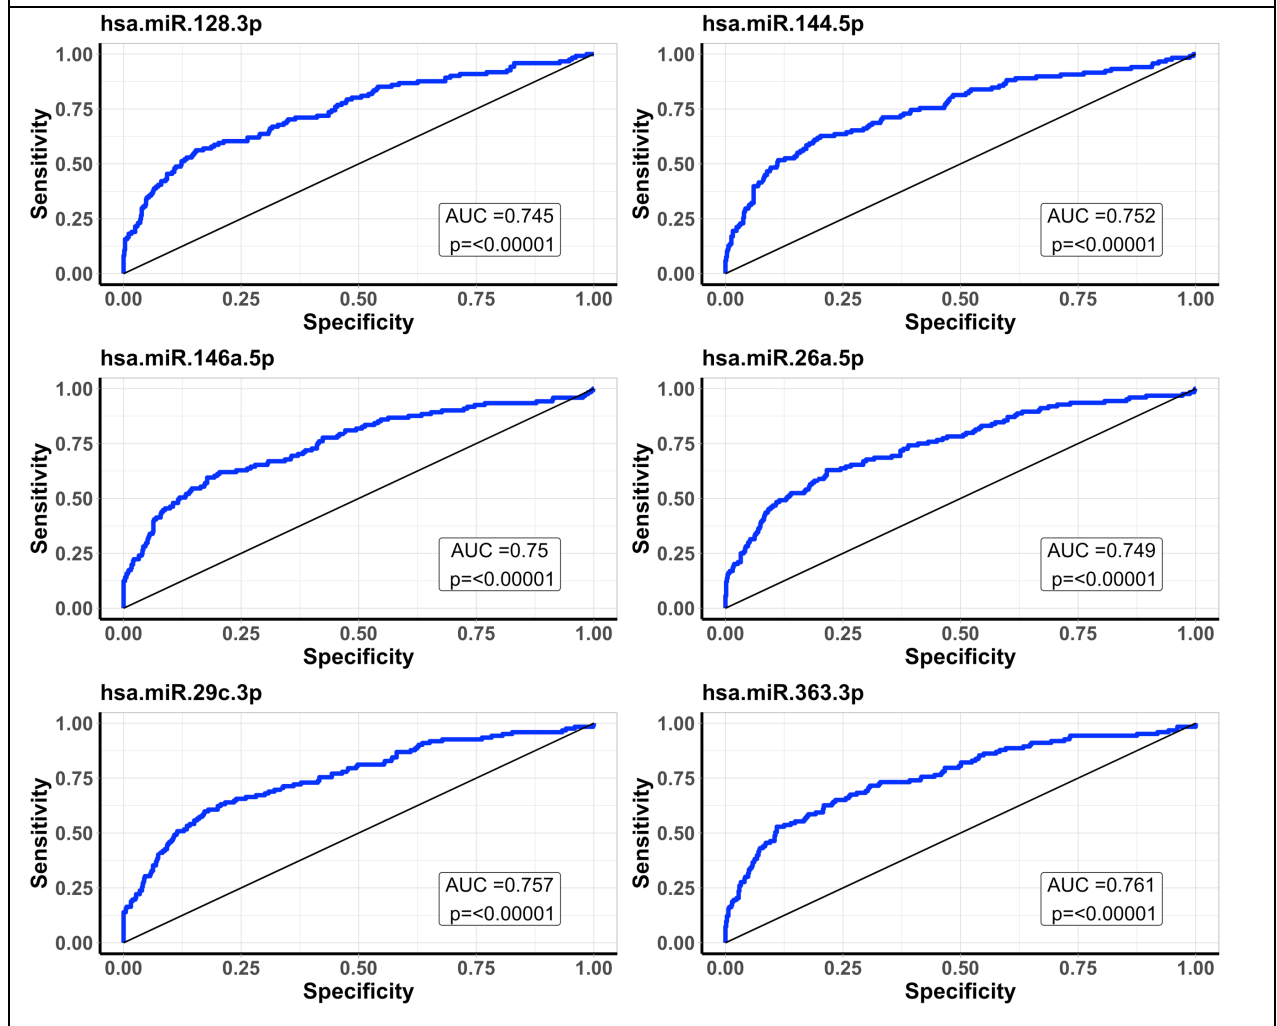 hsa.miR.128.3p
1.00
0.75
0.50
0.25
0.00
Sensitivity
AUC =0.745
p=<0.00001
0.00 0.25 0.50 0.75 1.00
Specificity
hsa.miR.144.5p
1.00
0.75
0.50
0.25
0.00
Sensitivity
AUC =0.752
p=<0.00001
0.00 0.25 0.50 0.75 1.00
Specificity
hsa.miR.146a.5p
1.00
0.75
0.50
0.25
0.00
Sensitivity
AUC =0.75
p=<0.00001
0.00 0.25 0.50 0.75 1.00
Specificity
hsa.miR.26a.5p
1.00
0.75
0.50
0.25
0.00
Sensitivity
AUC =0.749
p=<0.00001
0.00 0.25 0.50 0.75 1.00
Specificity
hsa.miR.29c.3p
1.00
0.75
0.50
0.25
0.00
Sensitivity
AUC =0.757
p=<0.00001
0.00 0.25 0.50 0.75 1.00
Specificity
hsa.miR.363.3p
1.00
0.75
0.50
0.25
0.00
Sensitivity
AUC =0.761
p=<0.00001
0.00 0.25 0.50 0.75 1.00
Specificity